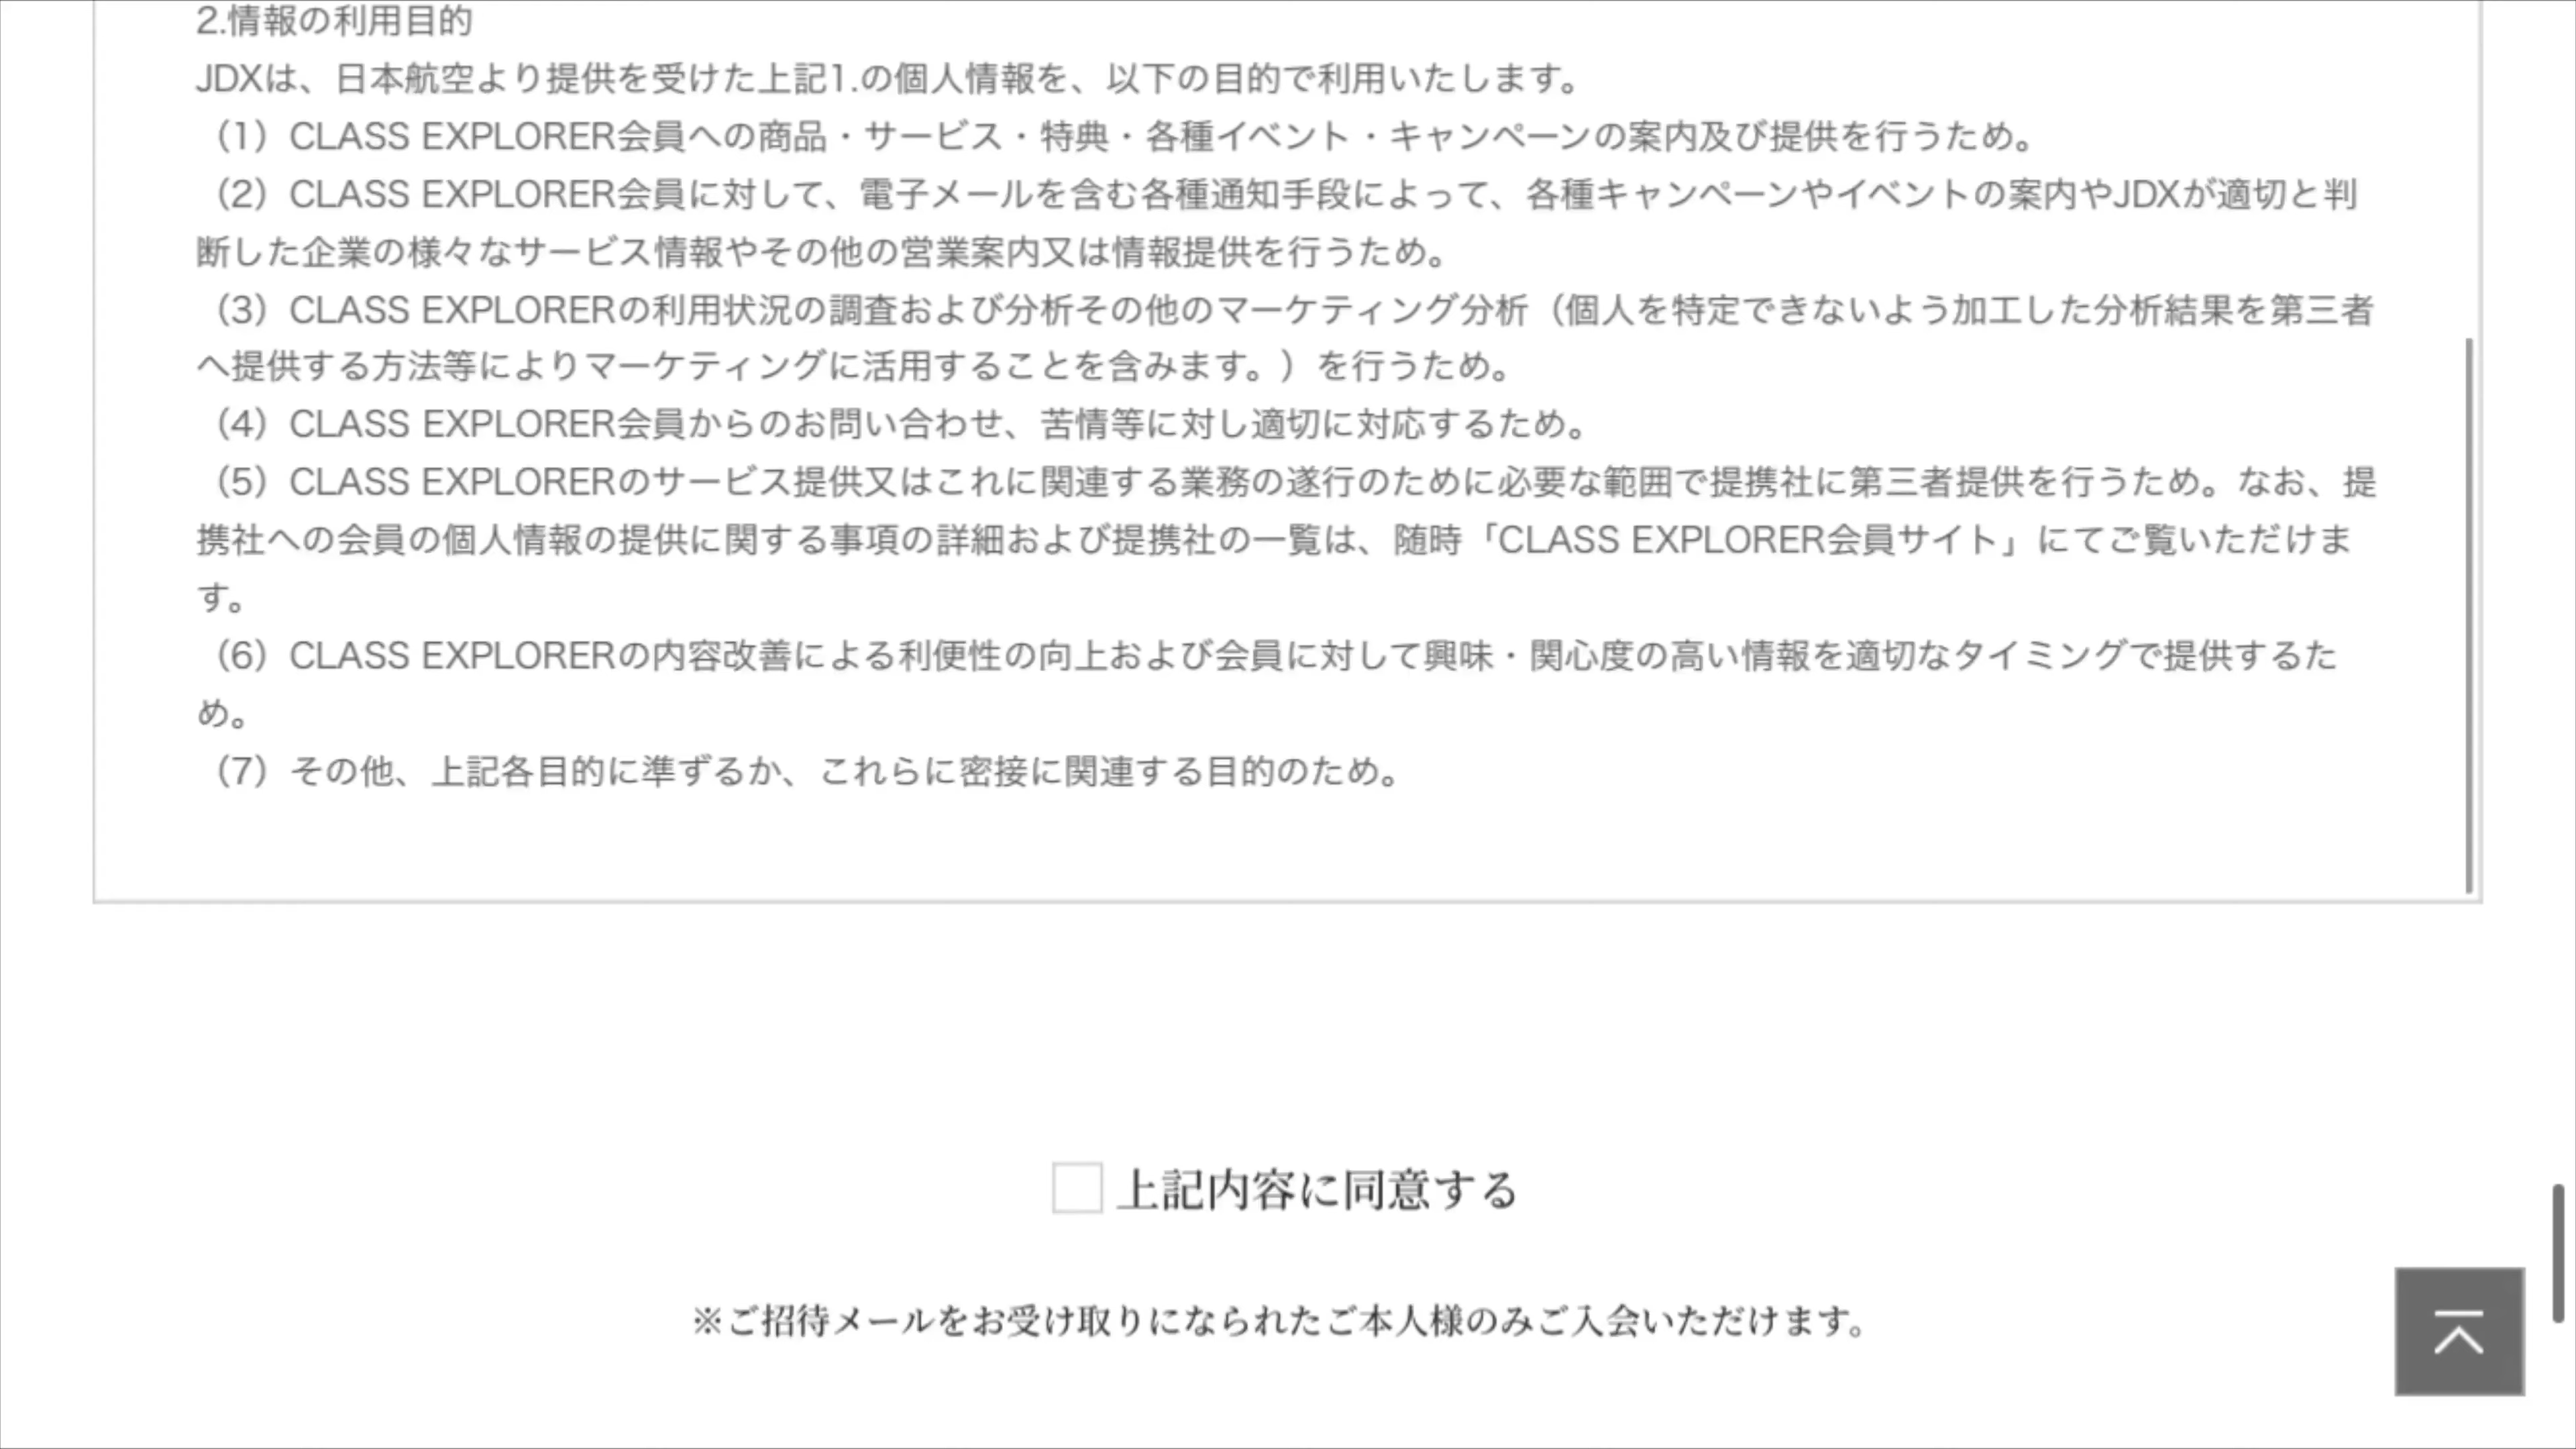 2.情報の利用目的
JDXは、日本航空より提供を受けた上記1.の個人情報を、以下の目的で利用いたします。
（1）CLASS EXPLORER会員への商品・サービス・特典・各種イベント・キャンペーンの案内及び提供を行うため。
（2）CLASS EXPLORER会員に対して、電子メールを含む各種通知手段によって、各種キャンペーンやイベントの案内やJDXが適切と判
断した企業の様々なサービス情報やその他の営業案内又は情報提供を行うため。
（3）CLASS EXPLORERの利用状況の調査および分析その他のマーケティング分析（個人を特定できないよう加工した分析結果を第三者
へ提供する方法等によりマーケティングに活用することを含みます。）を行うため。
（4）CLASS EXPLORER会員からのお問い合わせ、苦情等に対し適切に対応するため。
（5）CLASS EXPLORERのサービス提供又はこれに関連する業務の遂行のために必要な範囲で提携社に第三者提供を行うため。なお、提
携社への会員の個人情報の提供に関する事項の詳細および提携社の一覧は、随時「CLASS EXPLORER会員サイト」にてご覧いただけま
す。
（6）CLASS EXPLORERの内容改善による利便性の向上および会員に対して興味・関心度の高い情報を適切なタイミングで提供するた
め。
（7）その他、上記各目的に準ずるか、これらに密接に関連する目的のため。
上記内容に同意する
※ご招待メールをお受け取りになられたご本人様のみご入会いただけます。